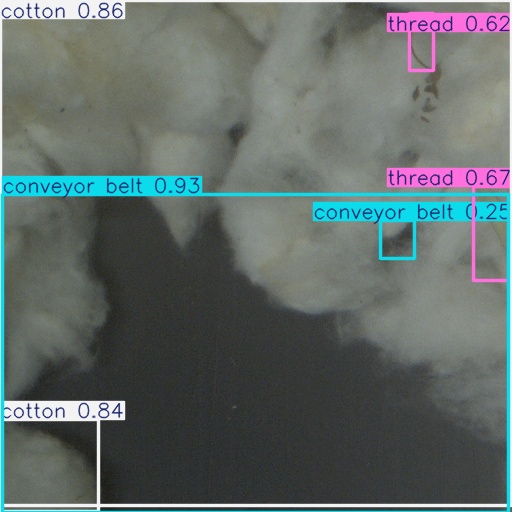 cotton 0.86
thread 0.62
thread 0.67
conveyor belt 0.93
conveyor belt 0.25
cotton 0.84